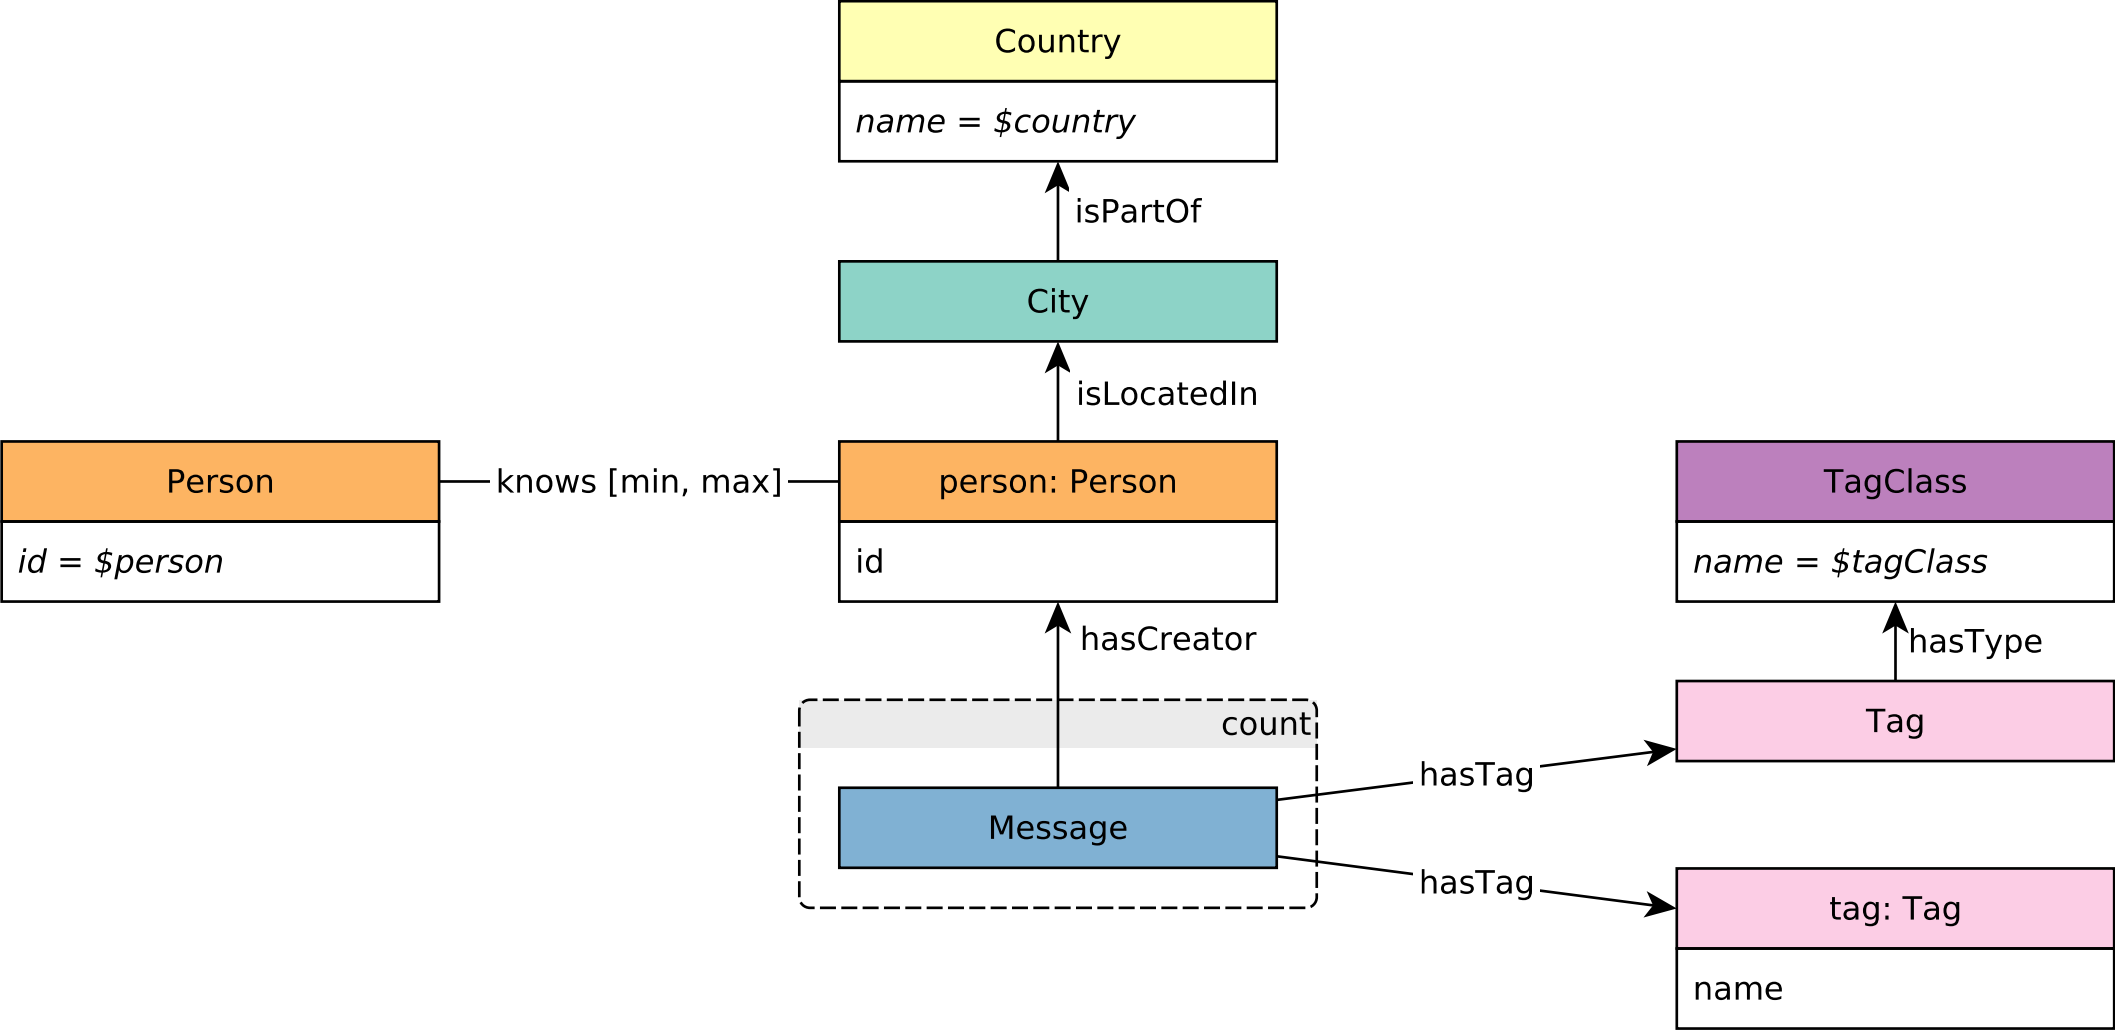 Country
name = $country
isPartOf
City
isLocatedIn
Person
id = $person
knows [min, max]
person: Person
id
TagClass
name = $tagClass
hasCreator
hasType
count
Message
Tag
hasTag
hasTag
tag: Tag
name